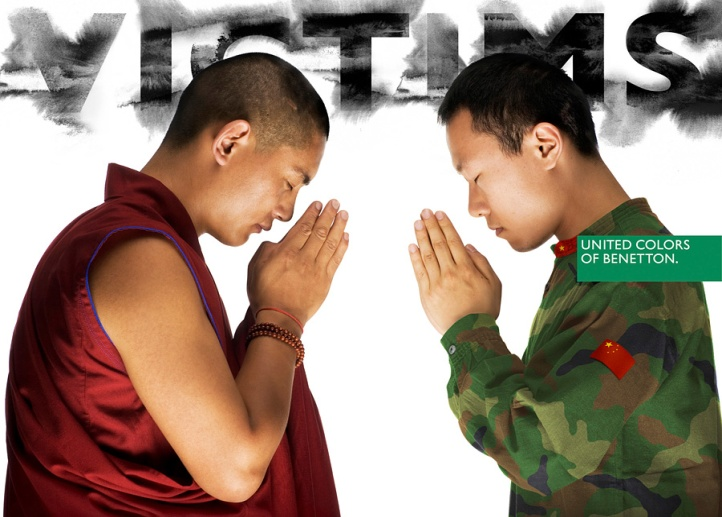 VICTIMS
UNITED COLORS
OF BENETTON.